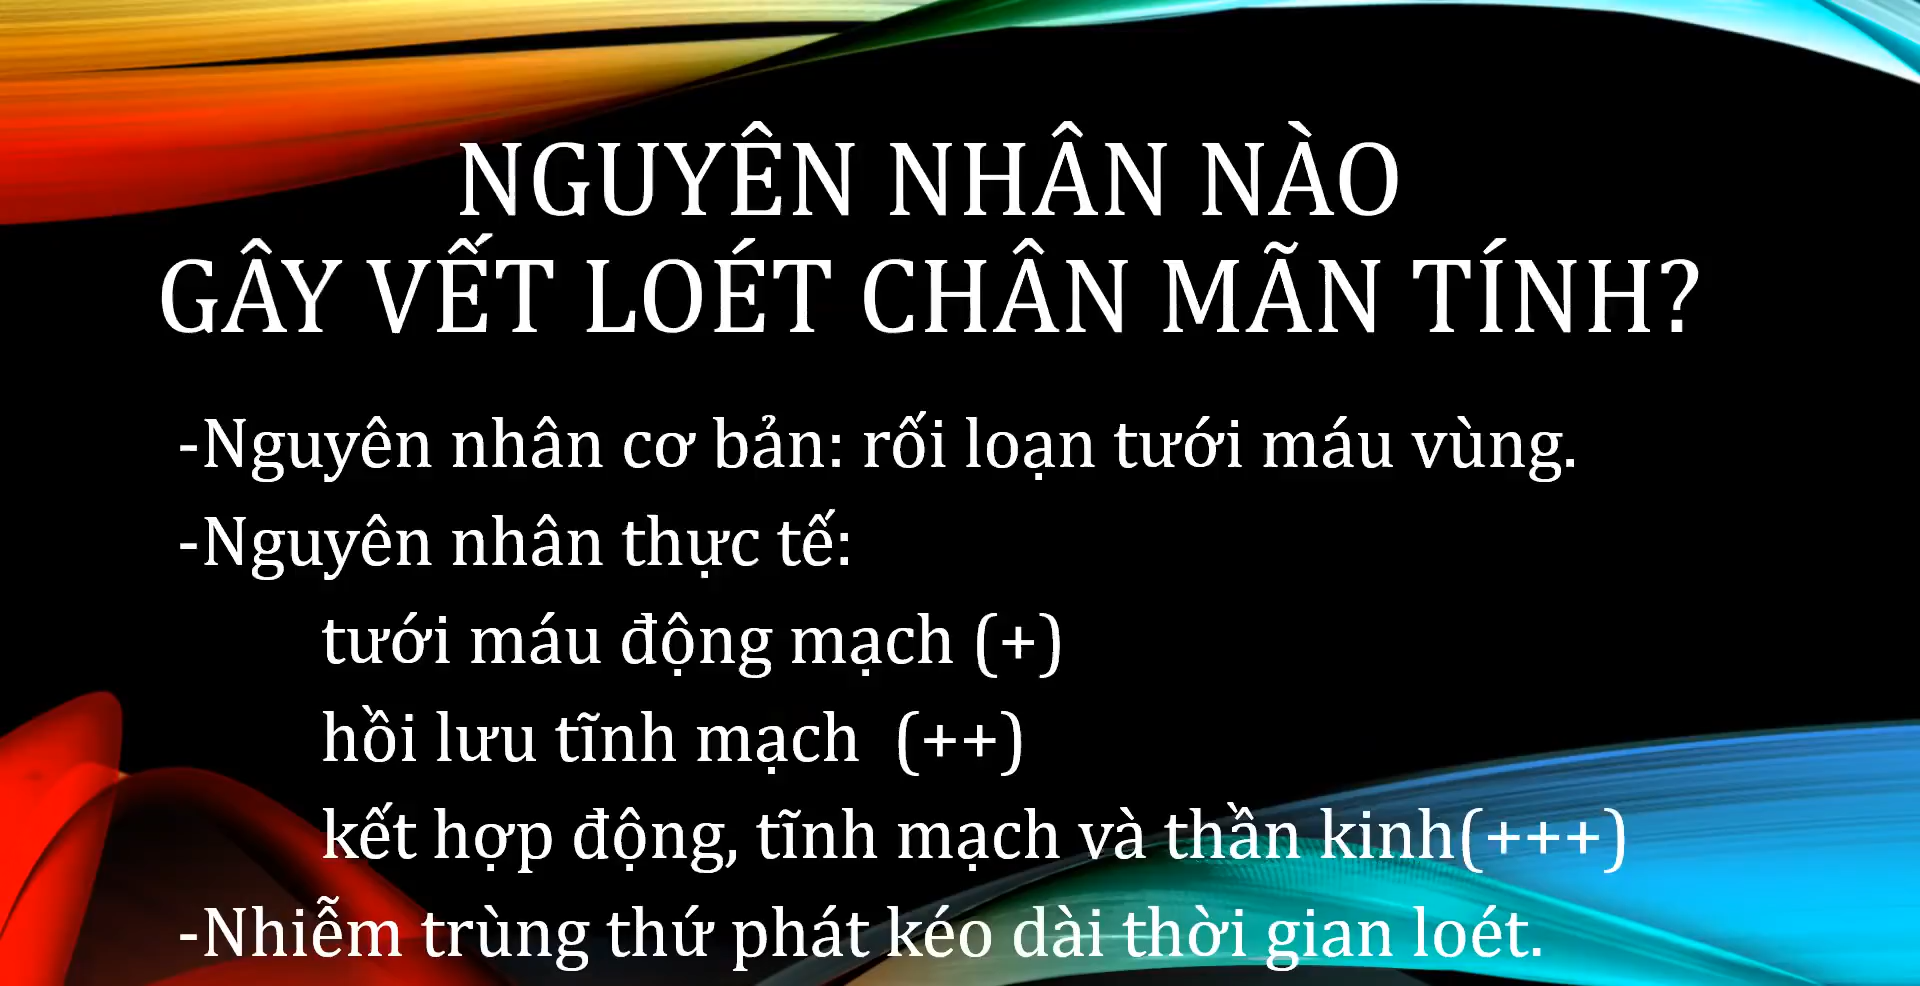 NGUYÊN NHÂN NÀO
GÂY VẾT LOÉT CHÂN MÃN TÍNH?
-Nguyên nhân cơ bản: rối loạn tưới máu vùng.
-Nguyên nhân thực tế:
tưới máu động mạch (+)
hồi lưu tĩnh mạch (++)
kết hợp động, tĩnh mạch và thần kinh(+++)
-Nhiễm trùng thứ phát kéo dài thời gian loét.